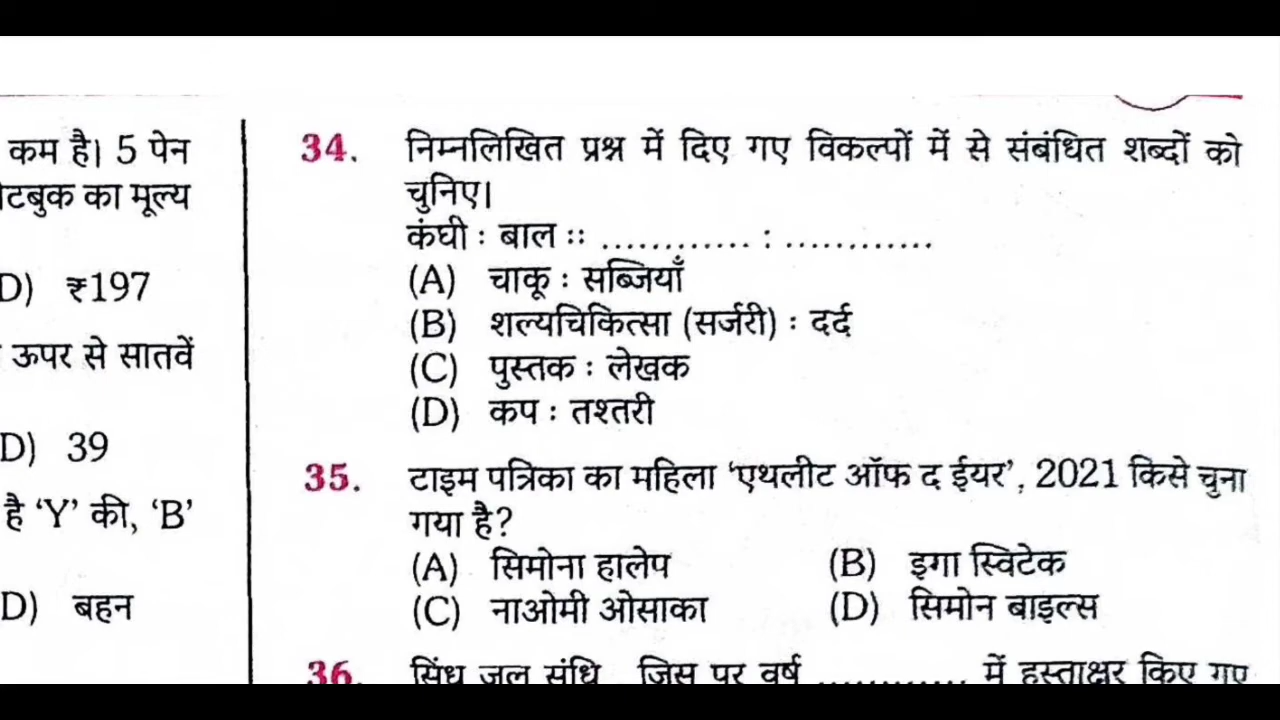 कम है। 5 पेन
टबुक का मूल्य
D) ₹197
ऊपर से सातवें
D) 39
है ‘Y’ की, ‘B’
D) बहन
34. निम्नलिखित प्रश्न में दिए गए विकल्पों में से संबंधित शब्दों को
चुनिए।
कंघी : बाल :: ............ : ............
(A) चाकू : सब्जियाँ
(B) शल्यचिकित्सा (सर्जरी) : दर्द
(C) पुस्तक : लेखक
(D) कप : तश्तरी
35. टाइम पत्रिका का महिला ‘एथलीट ऑफ द ईयर’, 2021 किसे चुना
गया है?
(A) सिमोना हालेप (B) इगा स्विटेक
(C) नाओमी ओसाका (D) सिमोन बाइल्स
36. सिंध जल संधि जिस पर वर्ष ............ में हस्ताक्षर किए गए